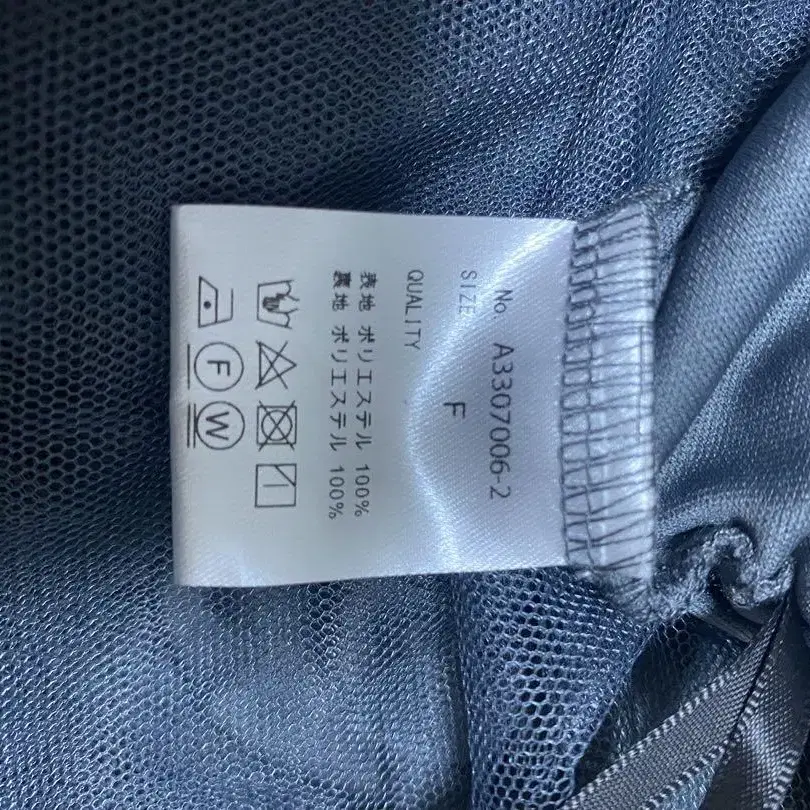 No A3307006-2
SIZE F
QUALITY
表地 ポリエステル 100%
裏地 ポリエステル 100%
F W